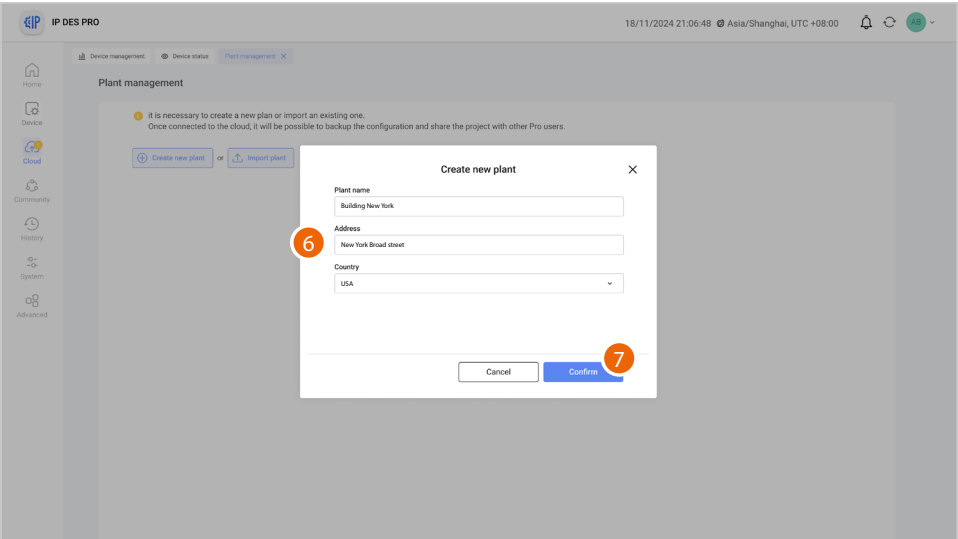 IP IP DES PRO
18/11/2024 21:06:48 Asia/Shanghai, UTC +08:00
AB
Device management
Device status
Plant management
Home
Plant management
it is necessary to create a new plan or import an existing one.
Once connected to the cloud, it will be possible to backup the configuration and share the project with other Pro users.
Device
Cloud
Create new plant or Import plant
Create new plant
Plant name
Building New York
Community
Address
6 New York Broad street
History
Country
USA
System
Advanced
7
Cancel
Confirm